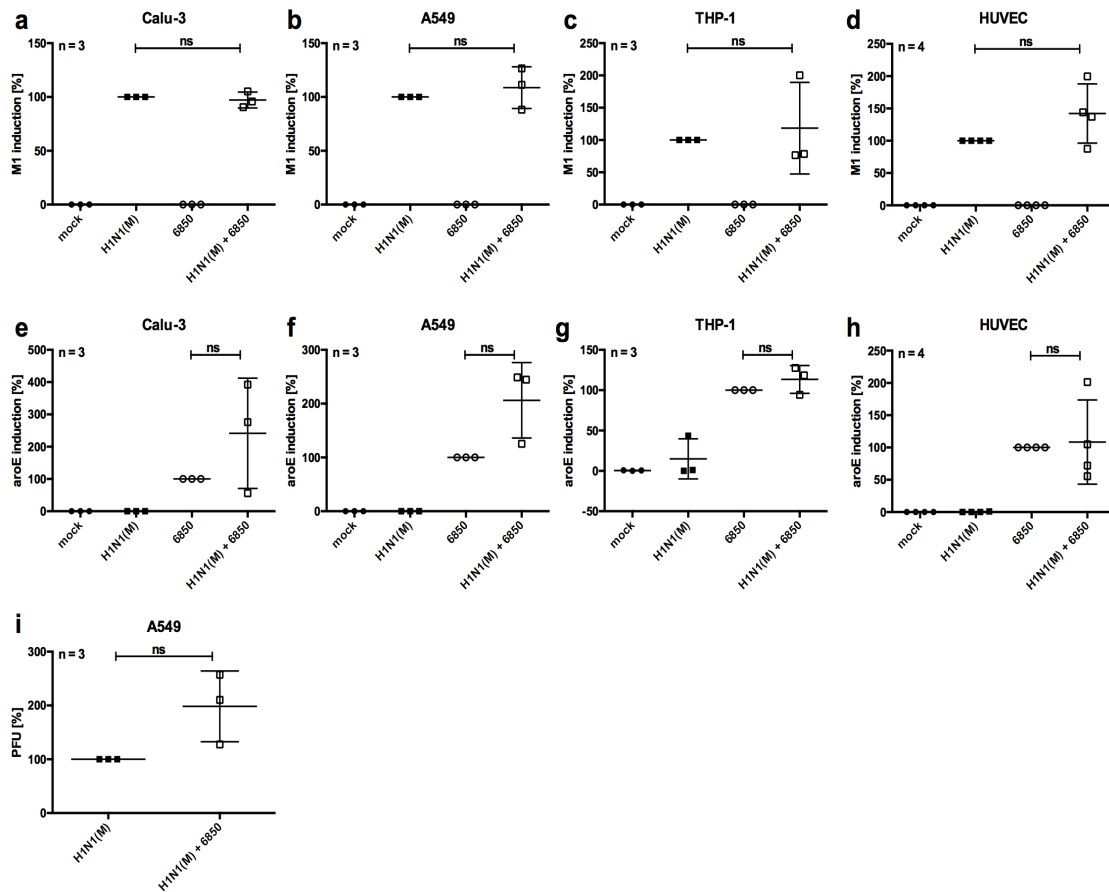 a
Calu-3
n = 3
ns
M1 induction [%]
150
100
50
0
mock
H1N1(M)
6850
H1N1(M) + 6850
b
A549
n = 3
ns
M1 induction [%]
150
100
50
0
mock
H1N1(M)
6850
H1N1(M) + 6850
c
THP-1
n = 3
ns
M1 induction [%]
250
200
150
100
50
0
mock
H1N1(M)
6850
H1N1(M) + 6850
d
HUVEC
n = 4
ns
M1 induction [%]
250
200
150
100
50
0
mock
H1N1(M)
6850
H1N1(M) + 6850
e
Calu-3
n = 3
ns
aroE induction [%]
500
400
300
200
100
0
mock
H1N1(M)
6850
H1N1(M) + 6850
f
A549
n = 3
ns
aroE induction [%]
300
200
100
0
mock
H1N1(M)
6850
H1N1(M) + 6850
g
THP-1
n = 3
ns
aroE induction [%]
150
100
50
0
-50
mock
H1N1(M)
6850
H1N1(M) + 6850
h
HUVEC
n = 4
ns
aroE induction [%]
250
200
150
100
50
0
mock
H1N1(M)
6850
H1N1(M) + 6850
i
A549
n = 3
ns
PFU [%]
300
200
100
0
H1N1(M)
H1N1(M) + 6850